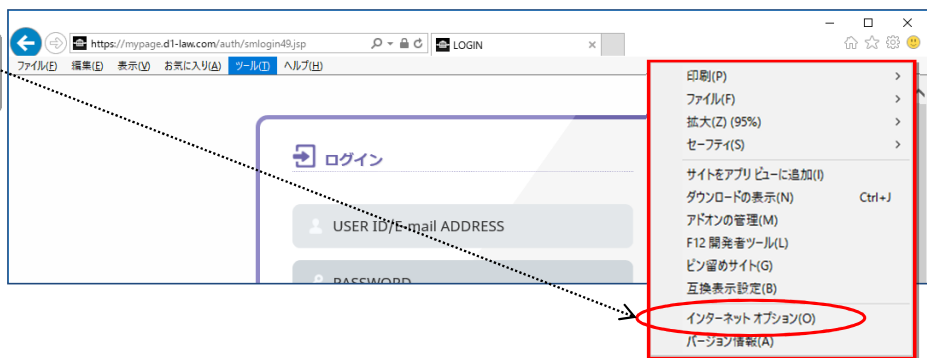 https://mypage.d1-law.com/auth/smlogin49.jsp
LOGIN
ファイル(F) 編集(E) 表示(V) お気に入り(A) ツール(T) ヘルプ(H)
ログイン
USER ID/E-mail ADDRESS
PASSWORD
印刷(P)
ファイル(F)
拡大(Z) (95%)
セーフティ(S)
サイトをアプリ ビューに追加(I)
ダウンロードの表示(N) Ctrl+J
アドオンの管理(M)
F12 開発者ツール(L)
ピン留めサイト(G)
互換表示設定(B)
インターネット オプション(O)
バージョン情報(A)